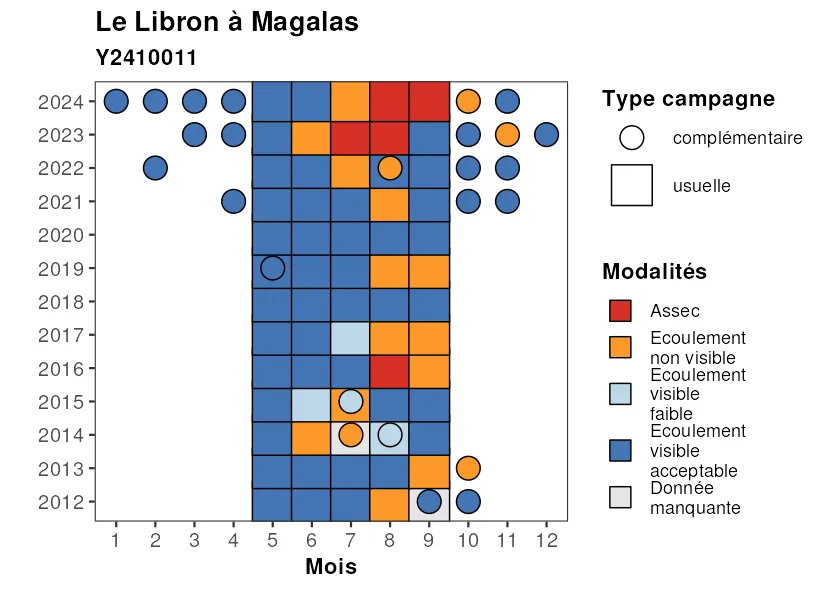 Le Libron à Magalas
Y2410011
2024
2023
2022
2021
2020
2019
2018
2017
2016
2015
2014
2013
2012
1 2 3 4 5 6 7 8 9 10 11 12
Mois
Type campagne
complémentaire
usuelle
Modalités
Assec
Ecoulement
non visible
Ecoulement
visible
faible
Ecoulement
visible
acceptable
Donnée
manquante